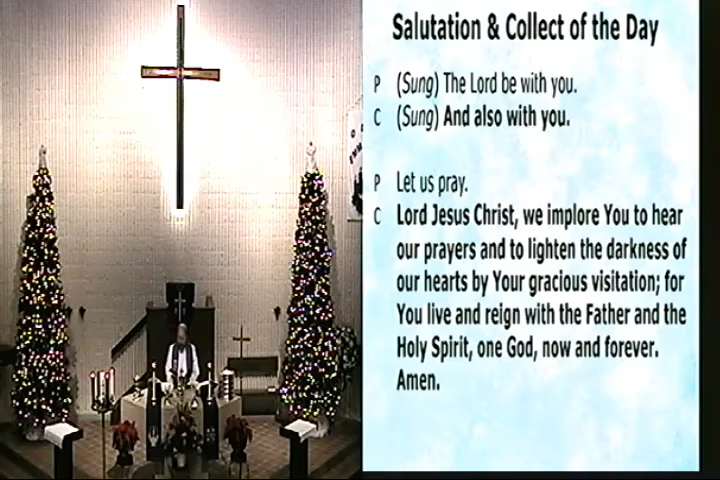 Salutation & Collect of the Day
P (Sung) The Lord be with you.
C (Sung) And also with you.
P Let us pray.
C Lord Jesus Christ, we implore You to hear
our prayers and to lighten the darkness of
our hearts by Your gracious visitation; for
You live and reign with the Father and the
Holy Spirit, one God, now and forever.
Amen.